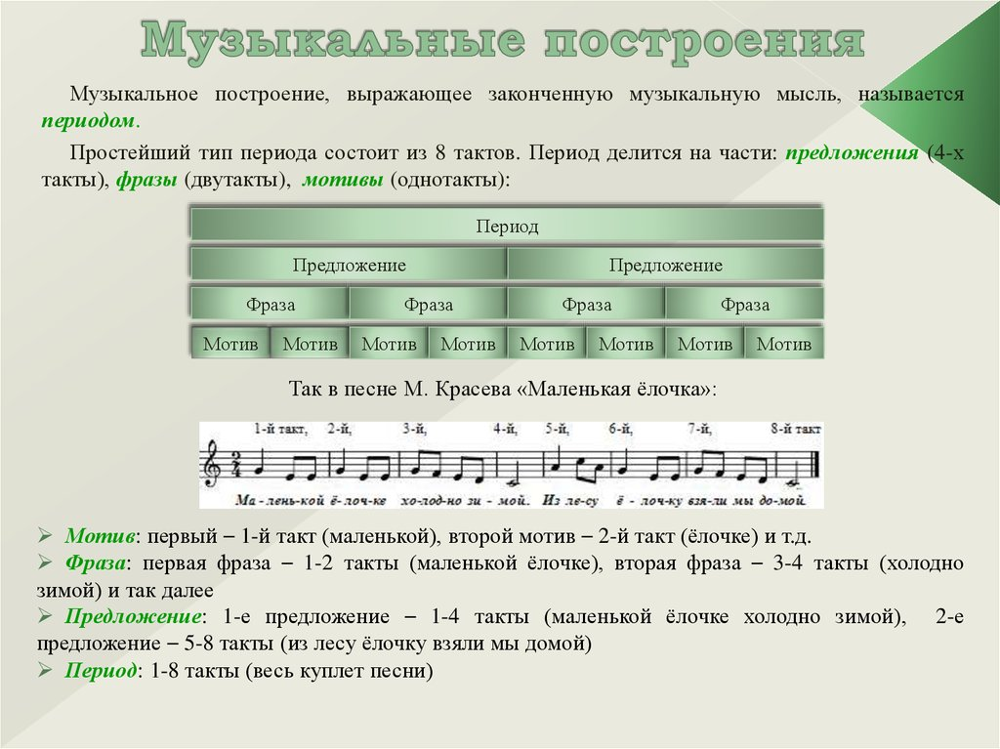 Музыкальные построения
Музыкальное построение, выражающее законченную музыкальную мысль, называется
периодом.
Простейший тип периода состоит из 8 тактов. Период делится на части: предложения (4-х
такты), фразы (двутакты), мотивы (однотакты):
Период
Предложение Предложение
Фраза Фраза Фраза Фраза
Мотив Мотив Мотив Мотив Мотив Мотив Мотив Мотив
Так в песне М. Красева «Маленькая ёлочка»:
1-й такт, 2-й, 3-й, 4-й, 5-й, 6-й, 7-й, 8-й такт
2
4
Ма - лень-кой ё - лоч-ке хо-лод-но зи - мой. Из ле-су ё - лоч-ку взя-ли мы до-мой.
➢ Мотив: первый – 1-й такт (маленькой), второй мотив – 2-й такт (ёлочке) и т.д.
➢ Фраза: первая фраза – 1-2 такты (маленькой ёлочке), вторая фраза – 3-4 такты (холодно
зимой) и так далее
➢ Предложение: 1-е предложение – 1-4 такты (маленькой ёлочке холодно зимой), 2-е
предложение – 5-8 такты (из лесу ёлочку взяли мы домой)
➢ Период: 1-8 такты (весь куплет песни)